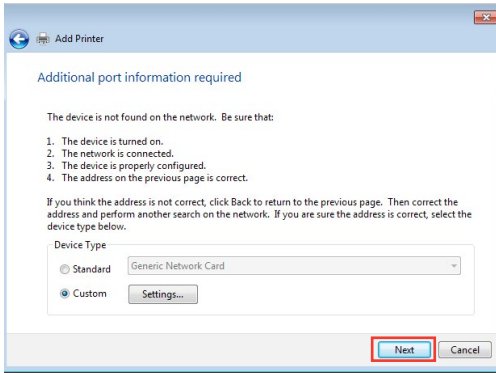 Add Printer
Additional port information required
The device is not found on the network. Be sure that:
1. The device is turned on.
2. The network is connected.
3. The device is properly configured.
4. The address on the previous page is correct.
If you think the address is not correct, click Back to return to the previous page. Then correct the
address and perform another search on the network. If you are sure the address is correct, select the
device type below.
Device Type
Standard
Generic Network Card
Custom
Settings...
Next
Cancel